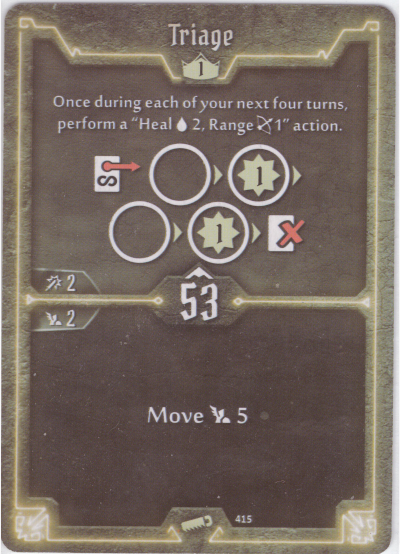 Triage
1
Once during each of your next four turns,
perform a “Heal 2, Range 1” action.
8
1
1
2
53
2
Move 5
415